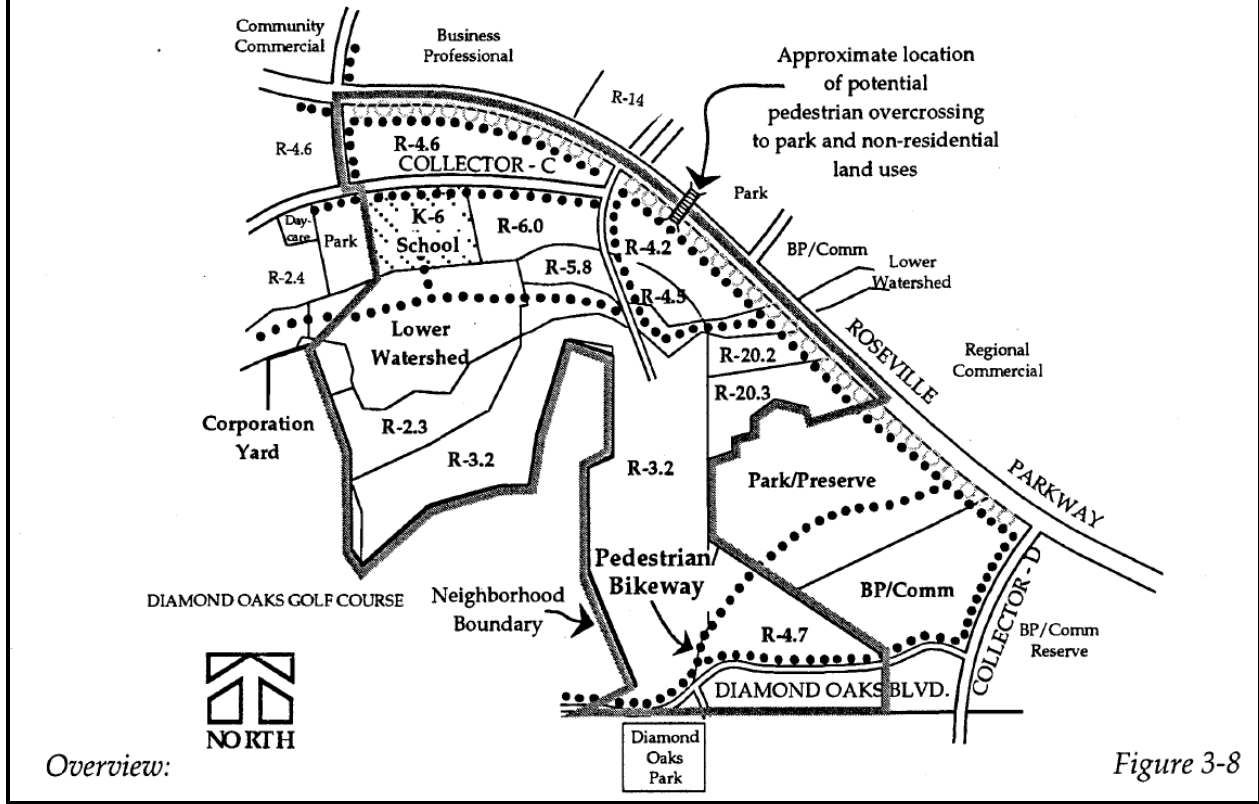 Community
Commercial
Business
Professional
Approximate location
of potential
pedestrian overcrossing
to park and non-residential
land uses
R-14
R-4.6
R-4.6
COLLECTOR - C
Park
K-6
School
Day-
care
Park
R-6.0
R-4.2
BP/Comm
Lower
Watershed
R-2.4
R-5.8
R-4.5
Lower
Watershed
ROSEVILLE
PARKWAY
R-20.2
Regional
Commercial
R-20.3
Corporation
Yard
R-2.3
R-3.2
R-3.2
Park/Preserve
Pedestrian/
Bikeway
BP/Comm
COLLECTOR - D
DIAMOND OAKS GOLF COURSE
Neighborhood
Boundary
R-4.7
BP/Comm
Reserve
DIAMOND OAKS BLVD.
NORTH
Diamond
Oaks
Park
Overview:
Figure 3-8